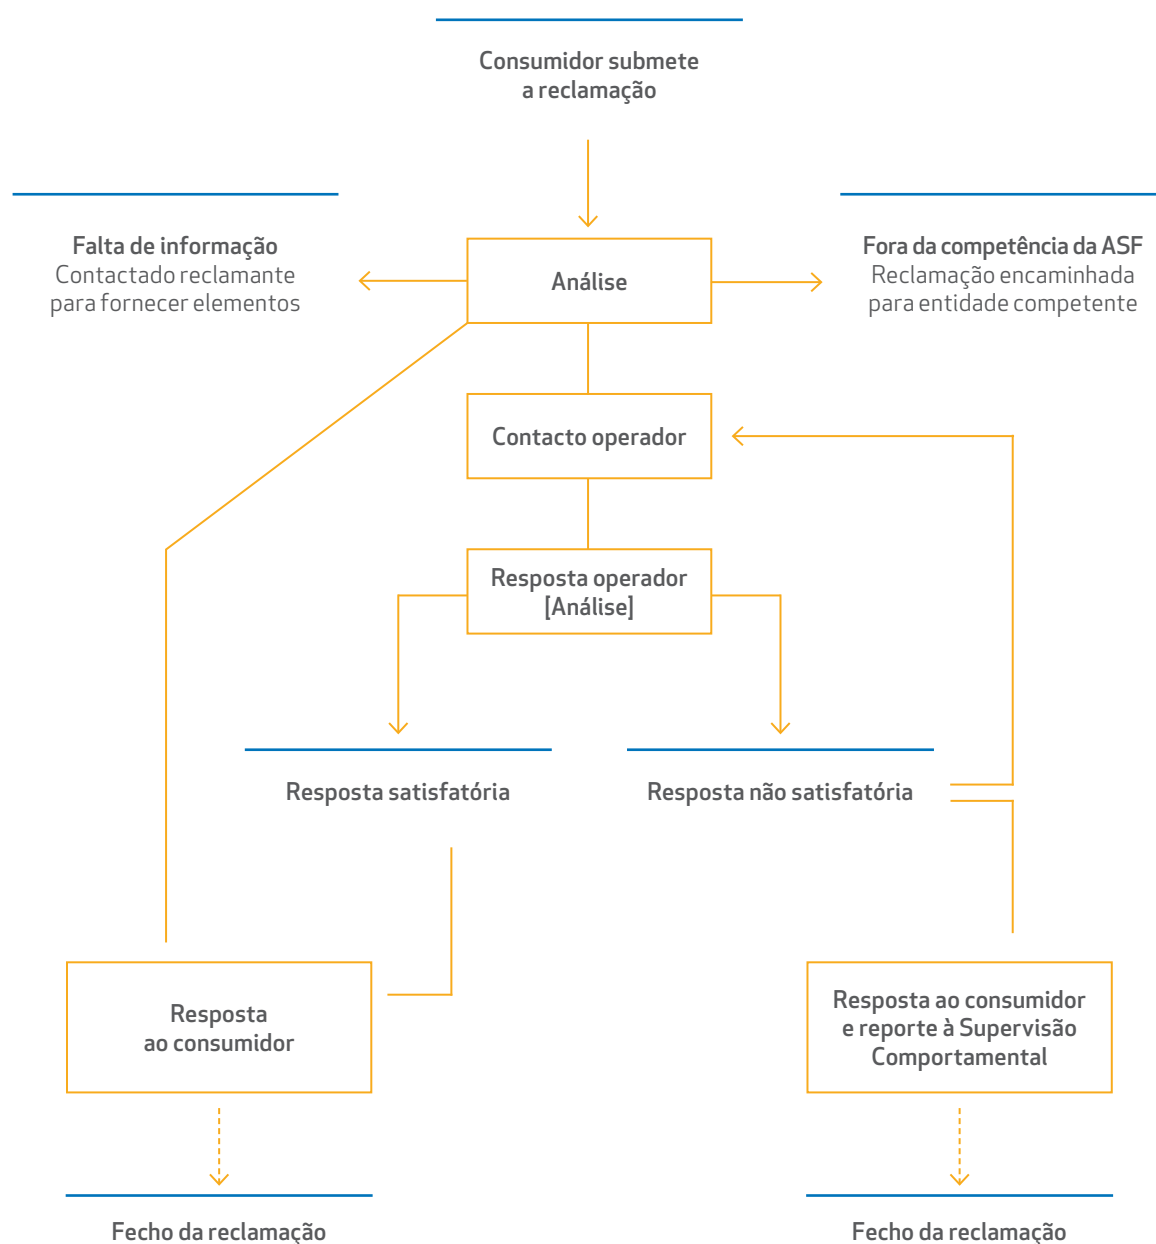 Consumidor submete
a reclamação
Falta de informação
Contactado reclamante
para fornecer elementos
Análise
Fora da competência da ASF
Reclamação encaminhada
para entidade competente
Contacto operador
Resposta operador
[Análise]
Resposta satisfatória
Resposta não satisfatória
Resposta
ao consumidor
Resposta ao consumidor
e reporte à Supervisão
Comportamental
Fecho da reclamação
Fecho da reclamação